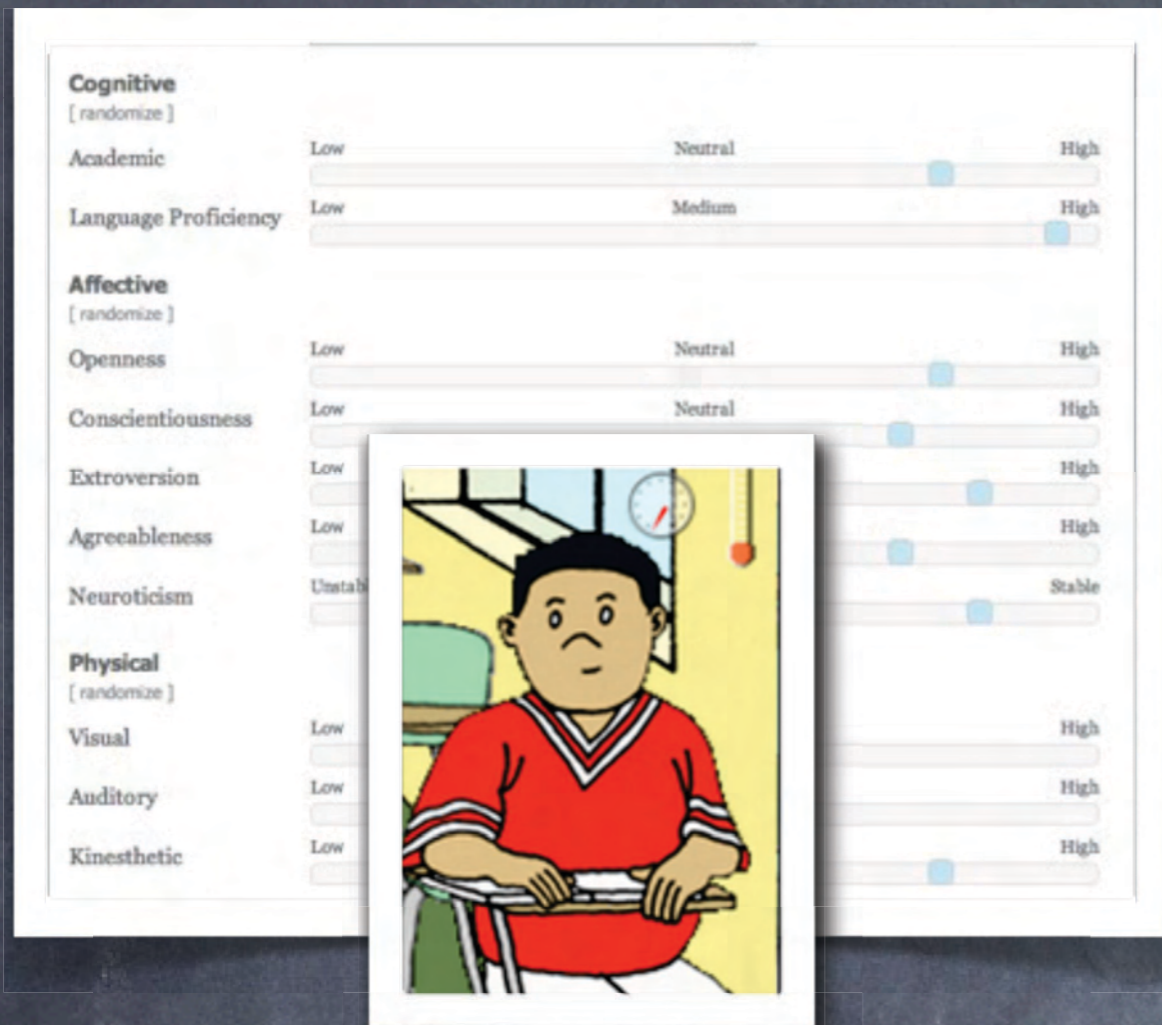 Cognitive
[ randomize ]
Academic Low Neutral High
Language Proficiency Low Medium High
Affective
[ randomize ]
Openness Low Neutral High
Conscientiousness Low Neutral High
Extroversion Low High
Agreeableness Low High
Neuroticism Stable
Physical
[ randomize ]
Visual Low High
Auditory Low High
Kinesthetic Low High